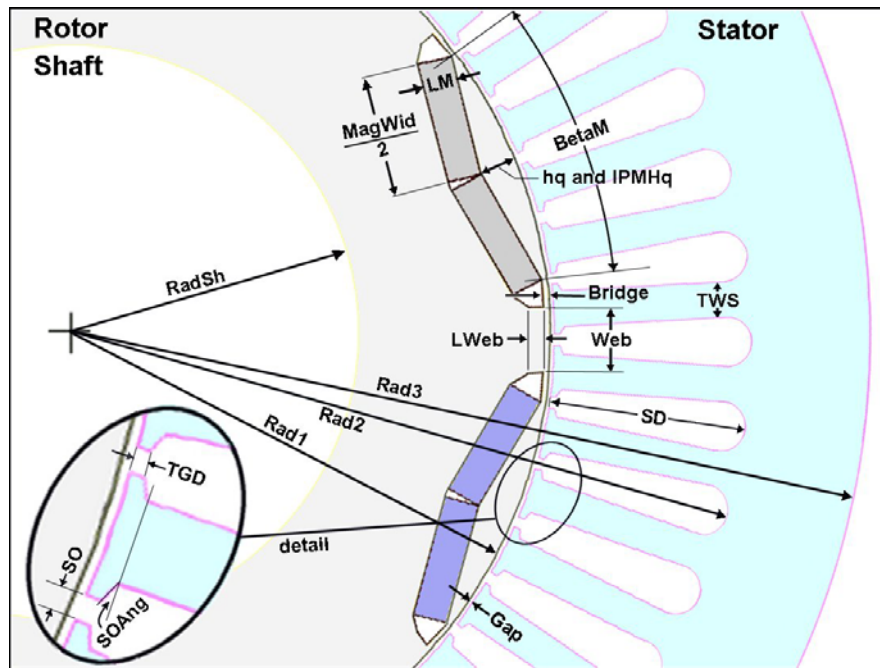 Rotor
Shaft
Stator
LM
MagWid
2
BetaM
hq and IPMHq
RadSh
Bridge
TWS
LWeb
Web
Rad3
Rad2
Rad1
SD
TGD
detail
SO
SOAng
Gap